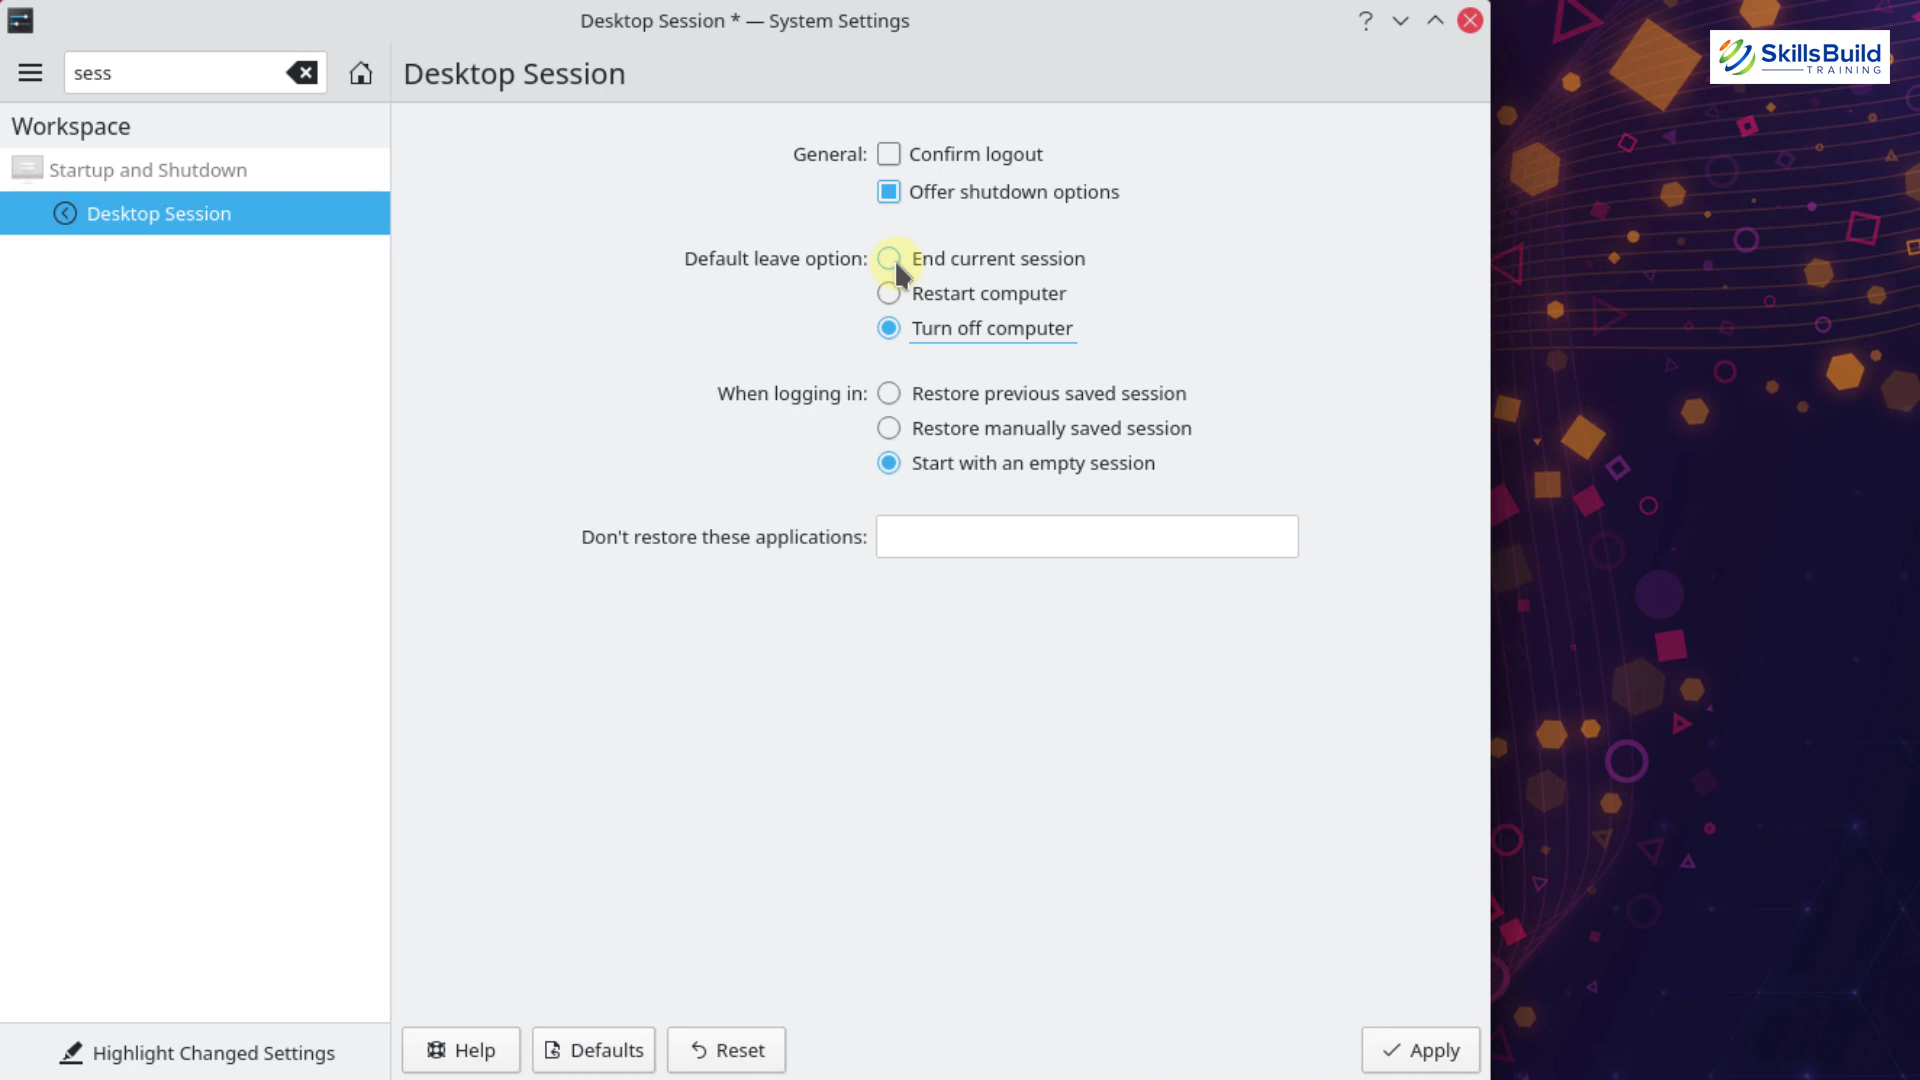 Desktop Session * — System Settings
?
sess
Desktop Session
SkillsBuild
TRAINING
Workspace
Startup and Shutdown
Desktop Session
General:
Confirm logout
Offer shutdown options
Default leave option:
End current session
Restart computer
Turn off computer
When logging in:
Restore previous saved session
Restore manually saved session
Start with an empty session
Don't restore these applications:
Highlight Changed Settings
Help
Defaults
Reset
Apply